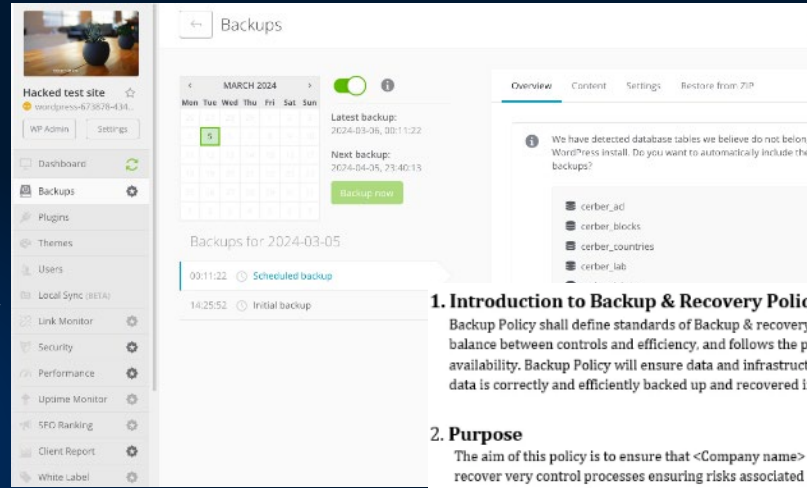 Backups
Hacked test site
wordpress-673878-434...
WP Admin
Settings
Dashboard
Backups
Plugins
Themes
Users
Local Sync (BETA)
Link Monitor
Security
Performance
Uptime Monitor
SEO Ranking
Client Report
White Label
MARCH 2024
Mon Tue Wed Thu Fri Sat Sun
5
Latest backup:
2024-03-06, 00:11:22
Next backup:
2024-04-05, 23:40:13
Backup now
Backups for 2024-03-05
00:11:22 Scheduled backup
14:25:52 Initial backup
Overview Content Settings Restore from ZIP
We have detected database tables we believe do not belon
WordPress install. Do you want to automatically include the
backups?
cerber_acl
cerber_blocks
cerber_countries
cerber_lab
1. Introduction to Backup & Recovery Polic
Backup Policy shall define standards of Backup & recovery
balance between controls and efficiency, and follows the p
availability. Backup Policy will ensure data and infrastruct
data is correctly and efficiently backed up and recovered i
2. Purpose
The aim of this policy is to ensure that <Company name>
recover very control processes ensuring risks associated